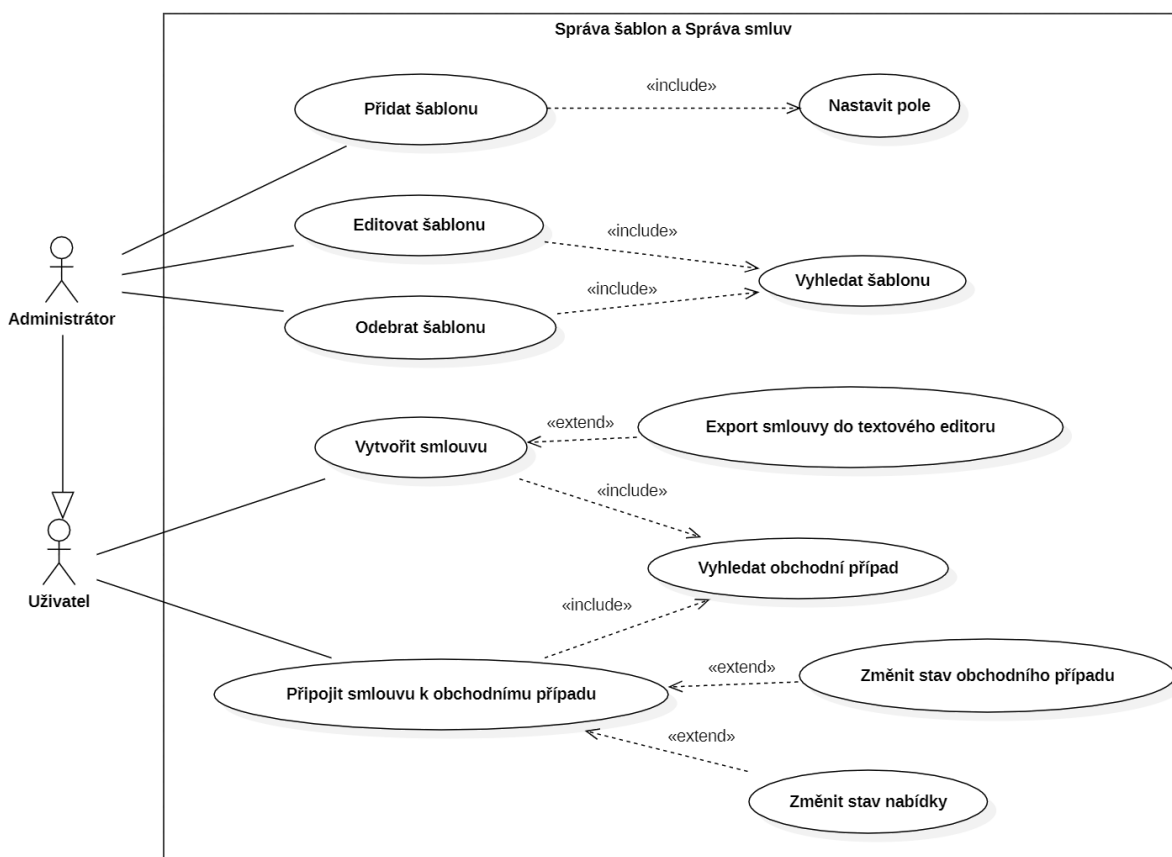 Správa šablon a Správa smluv
«include»
Přidat šablonu
Nastavit pole
Editovat šablonu
«include»
Vyhledat šablonu
«include»
Administrátor
Odebrat šablonu
«extend»
Export smlouvy do textového editoru
Vytvořit smlouvu
«include»
Vyhledat obchodní případ
Uživatel
«include»
«extend»
Změnit stav obchodního případu
Připojit smlouvu k obchodnímu případu
«extend»
Změnit stav nabídky